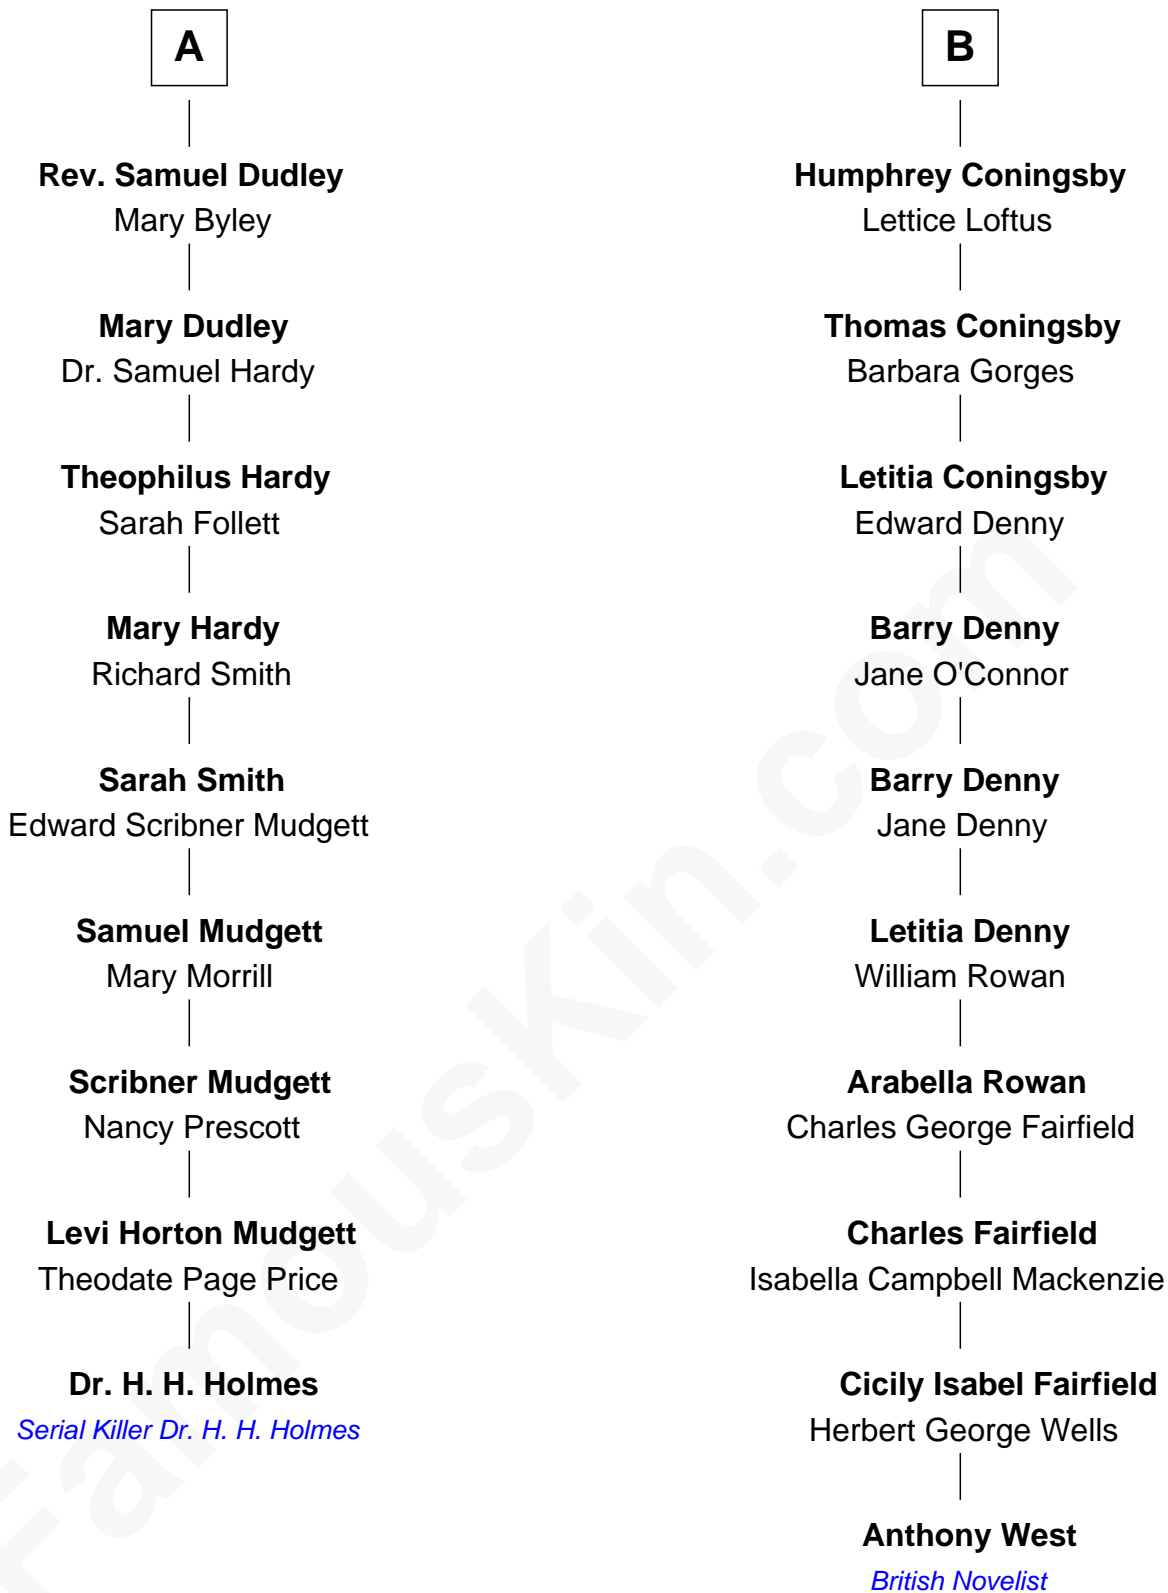 A
Rev. Samuel Dudley
Mary Byley
Mary Dudley
Dr. Samuel Hardy
Theophilus Hardy
Sarah Follett
Mary Hardy
Richard Smith
Sarah Smith
Edward Scribner Mudgett
Samuel Mudgett
Mary Morrill
Scribner Mudgett
Nancy Prescott
Levi Horton Mudgett
Theodate Page Price
Dr. H. H. Holmes
Serial Killer Dr. H. H. Holmes
B
Humphrey Coningsby
Lettice Loftus
Thomas Coningsby
Barbara Gorges
Letitia Coningsby
Edward Denny
Barry Denny
Jane O'Connor
Barry Denny
Jane Denny
Letitia Denny
William Rowan
Arabella Rowan
Charles George Fairfield
Charles Fairfield
Isabella Campbell Mackenzie
Cicily Isabel Fairfield
Herbert George Wells
Anthony West
British Novelist
FamousKin.com